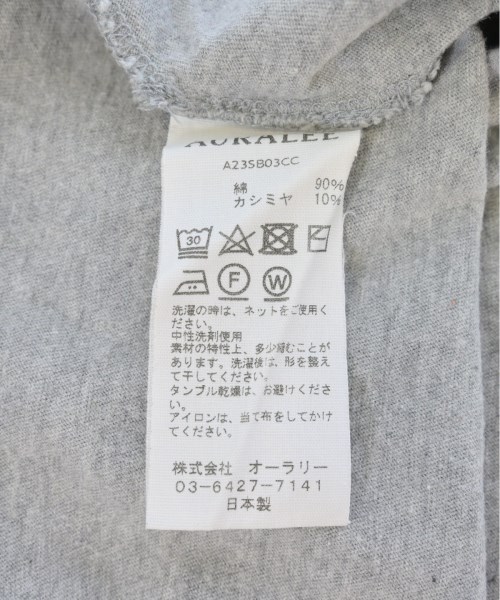 AURALEE
A23SB03CC
綿 90%
カシミヤ 10%
30
F W
洗濯の時は、ネットをご使用く
ださい。
中性洗剤使用
素材の特性上、多少縮むことが
あります。洗濯後は、形を整え
て干してください。
タンブル乾燥は、お避けくださ
い。
アイロンは、当て布をしてかけ
てください。
株式会社 オーラリー
03-6427-7141
日本製